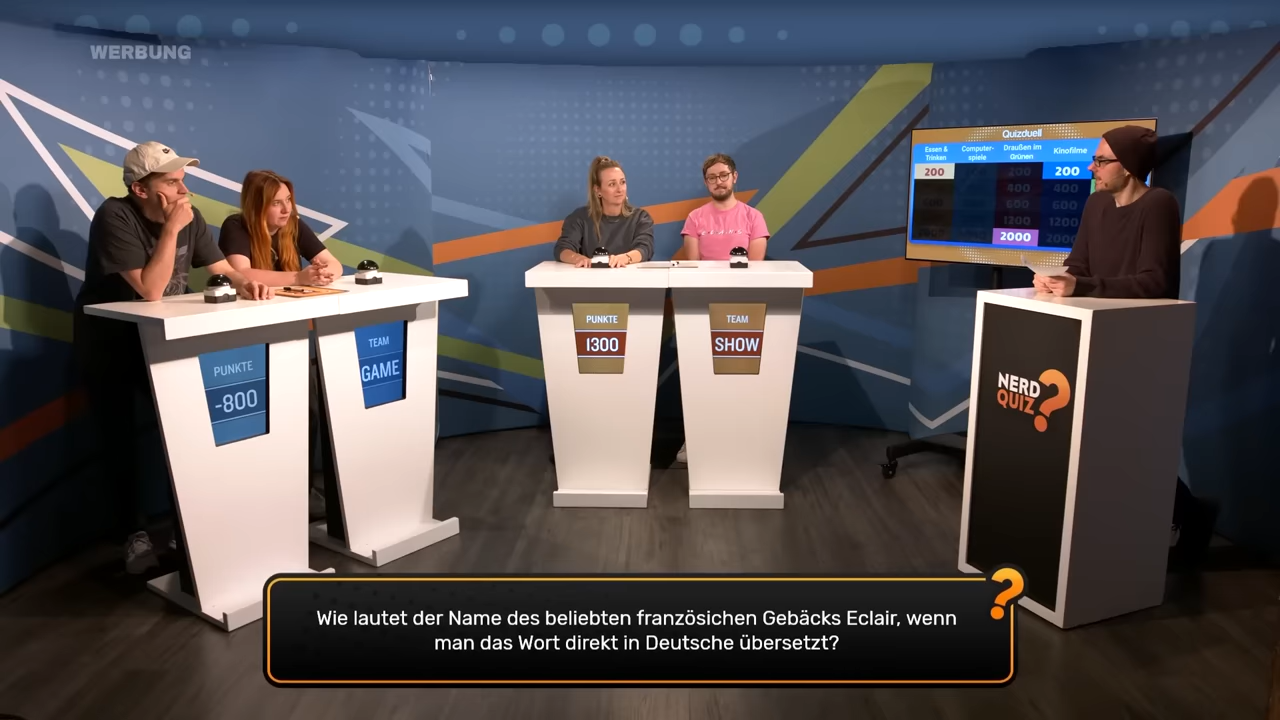 WERBUNG
Quizduell
Essen & Trinken
Computer-spiele
Draußen im Grünen
Kinofilme
200
200
200
400
400
600
600
600
1200
1200
2000
2000
PUNKTE
-800
TEAM
GAME
PUNKTE
1300
TEAM
SHOW
NERD
QUIZ
?
?
Wie lautet der Name des beliebten französichen Gebäcks Eclair, wenn
man das Wort direkt in Deutsche übersetzt?